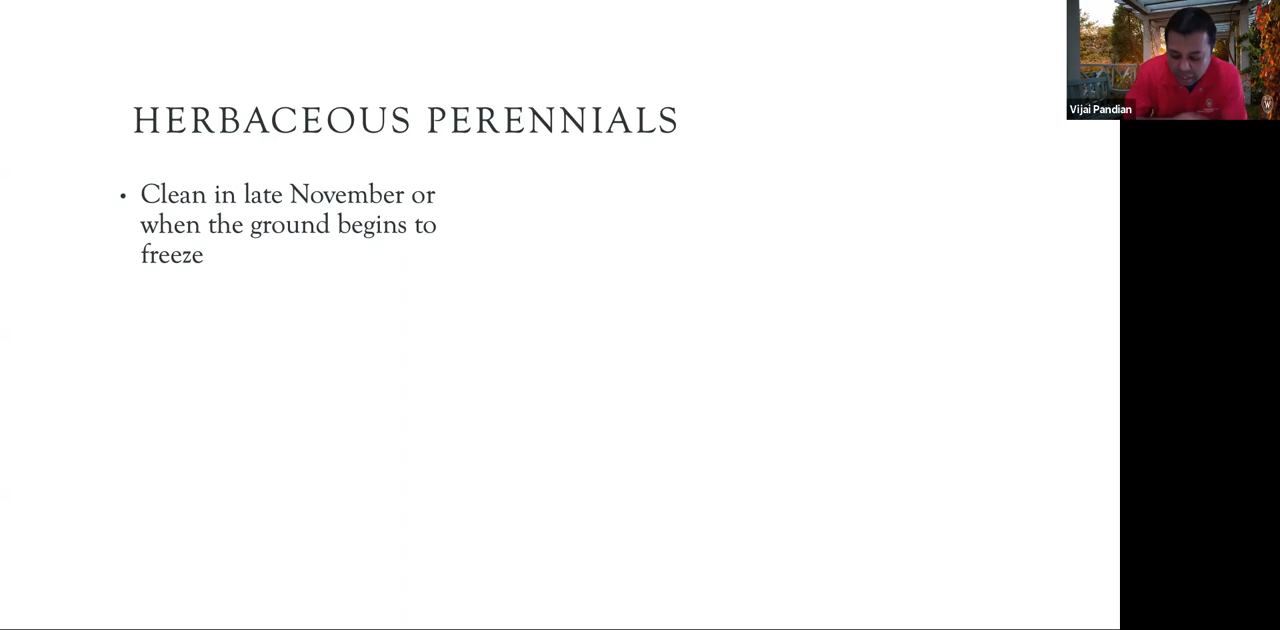 HERBACEOUS PERENNIALS
• Clean in late November or
when the ground begins to
freeze
Vijai Pandian
W